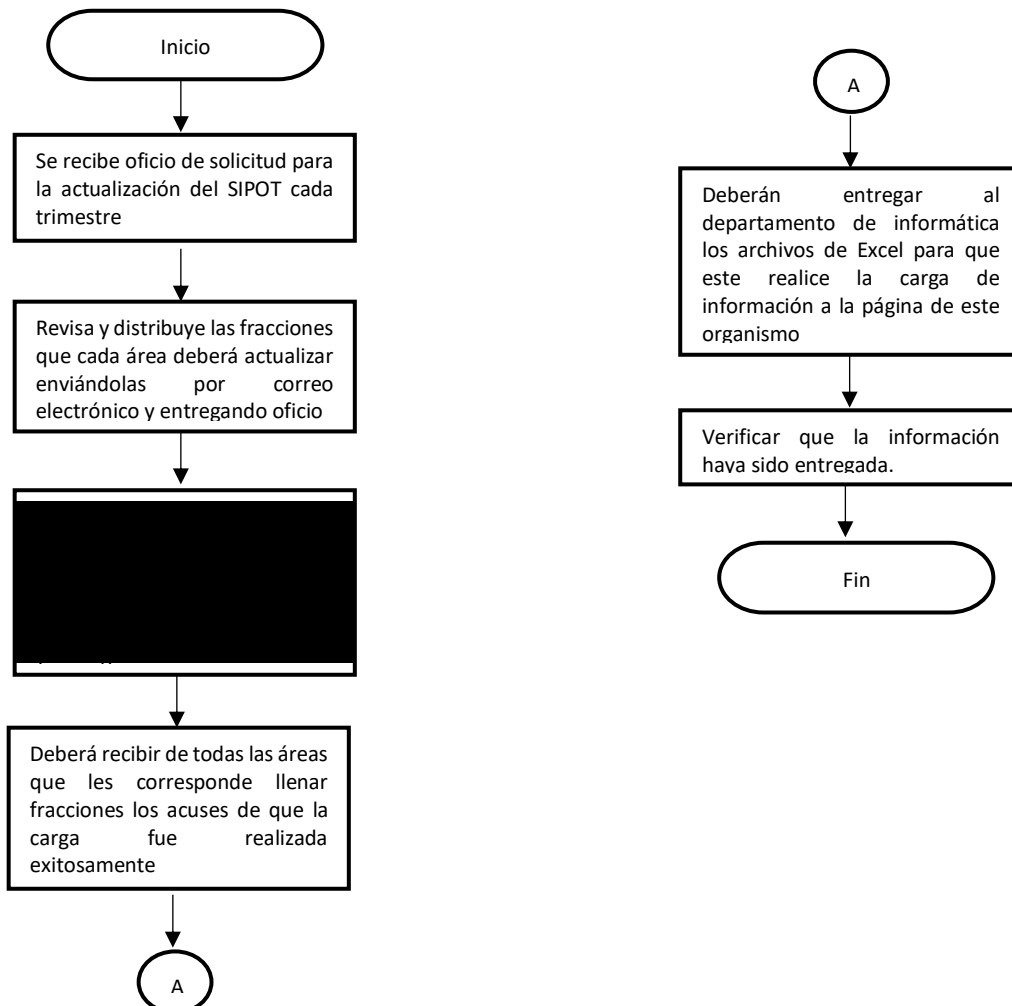 Inicio
Se recibe oficio de solicitud para
la actualización del SIPOT cada
trimestre
Revisa y distribuye las fracciones
que cada área deberá actualizar
enviándolas por correo
electrónico y entregando oficio
Deberá recibir de todas las áreas
que les corresponde llenar
fracciones los acuses de que la
carga fue realizada
exitosamente
A
A
Deberán entregar al
departamento de informática
los archivos de Excel para que
este realice la carga de
información a la página de este
organismo
Verificar que la información
haya sido entregada.
Fin